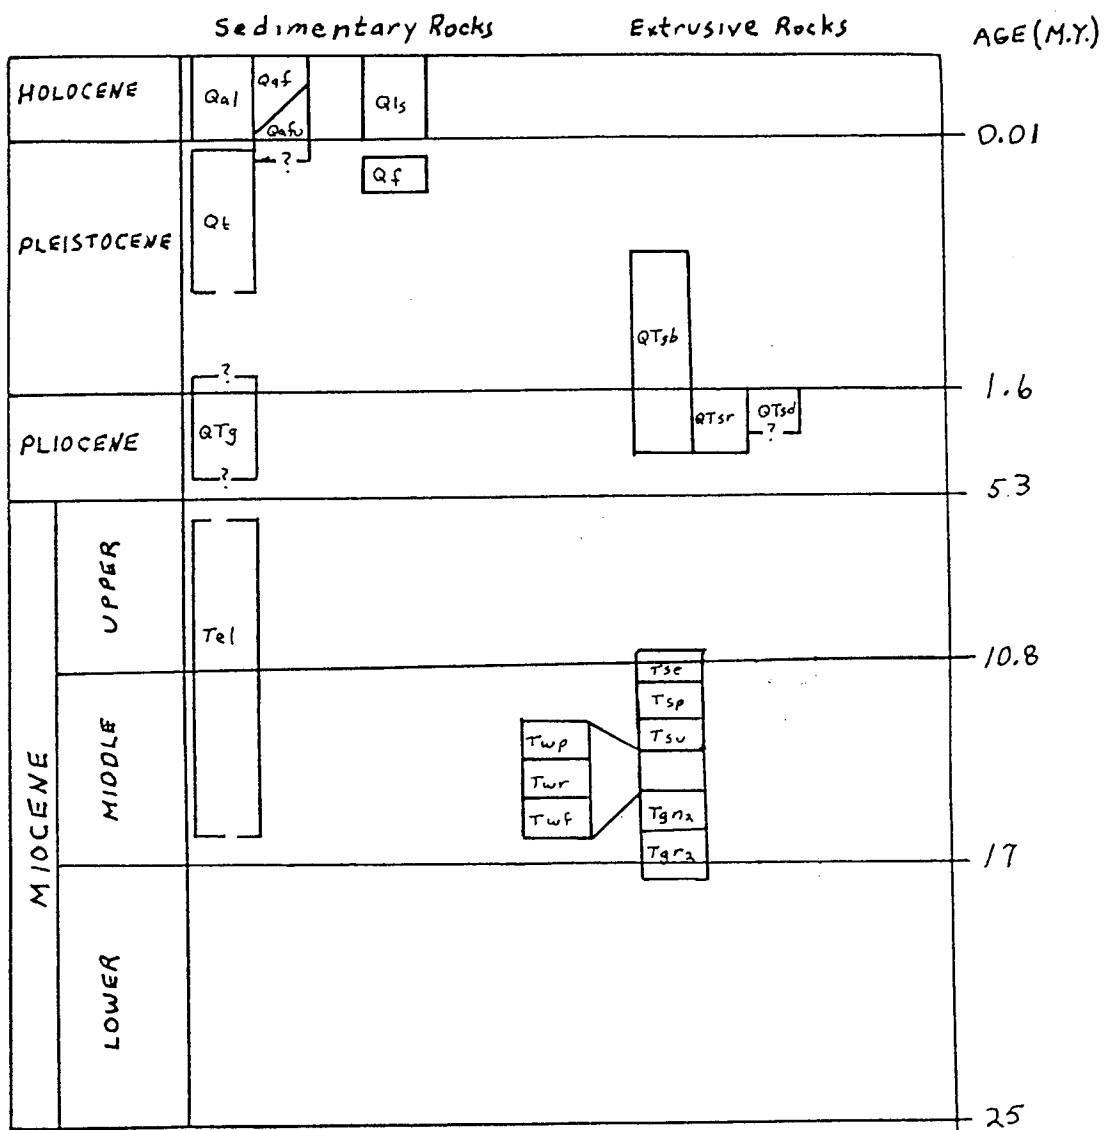 Sedimentary Rocks Extrusive Rocks AGE (M.Y.)
HOLOCENE Qal Qaf Qls
Qafu
0.01
?
Qf
Qt
PLEISTOCENE
QTsb
?
1.6
QTg QTsr QTsd
PLIOCENE ?
?
5.3
UPPER
Tel
10.8
Tse
Tsp
Twp Tsu
MIOCENE
MIDDLE
Twr
Twf Tgn2
Tgr2 17
LOWER
25